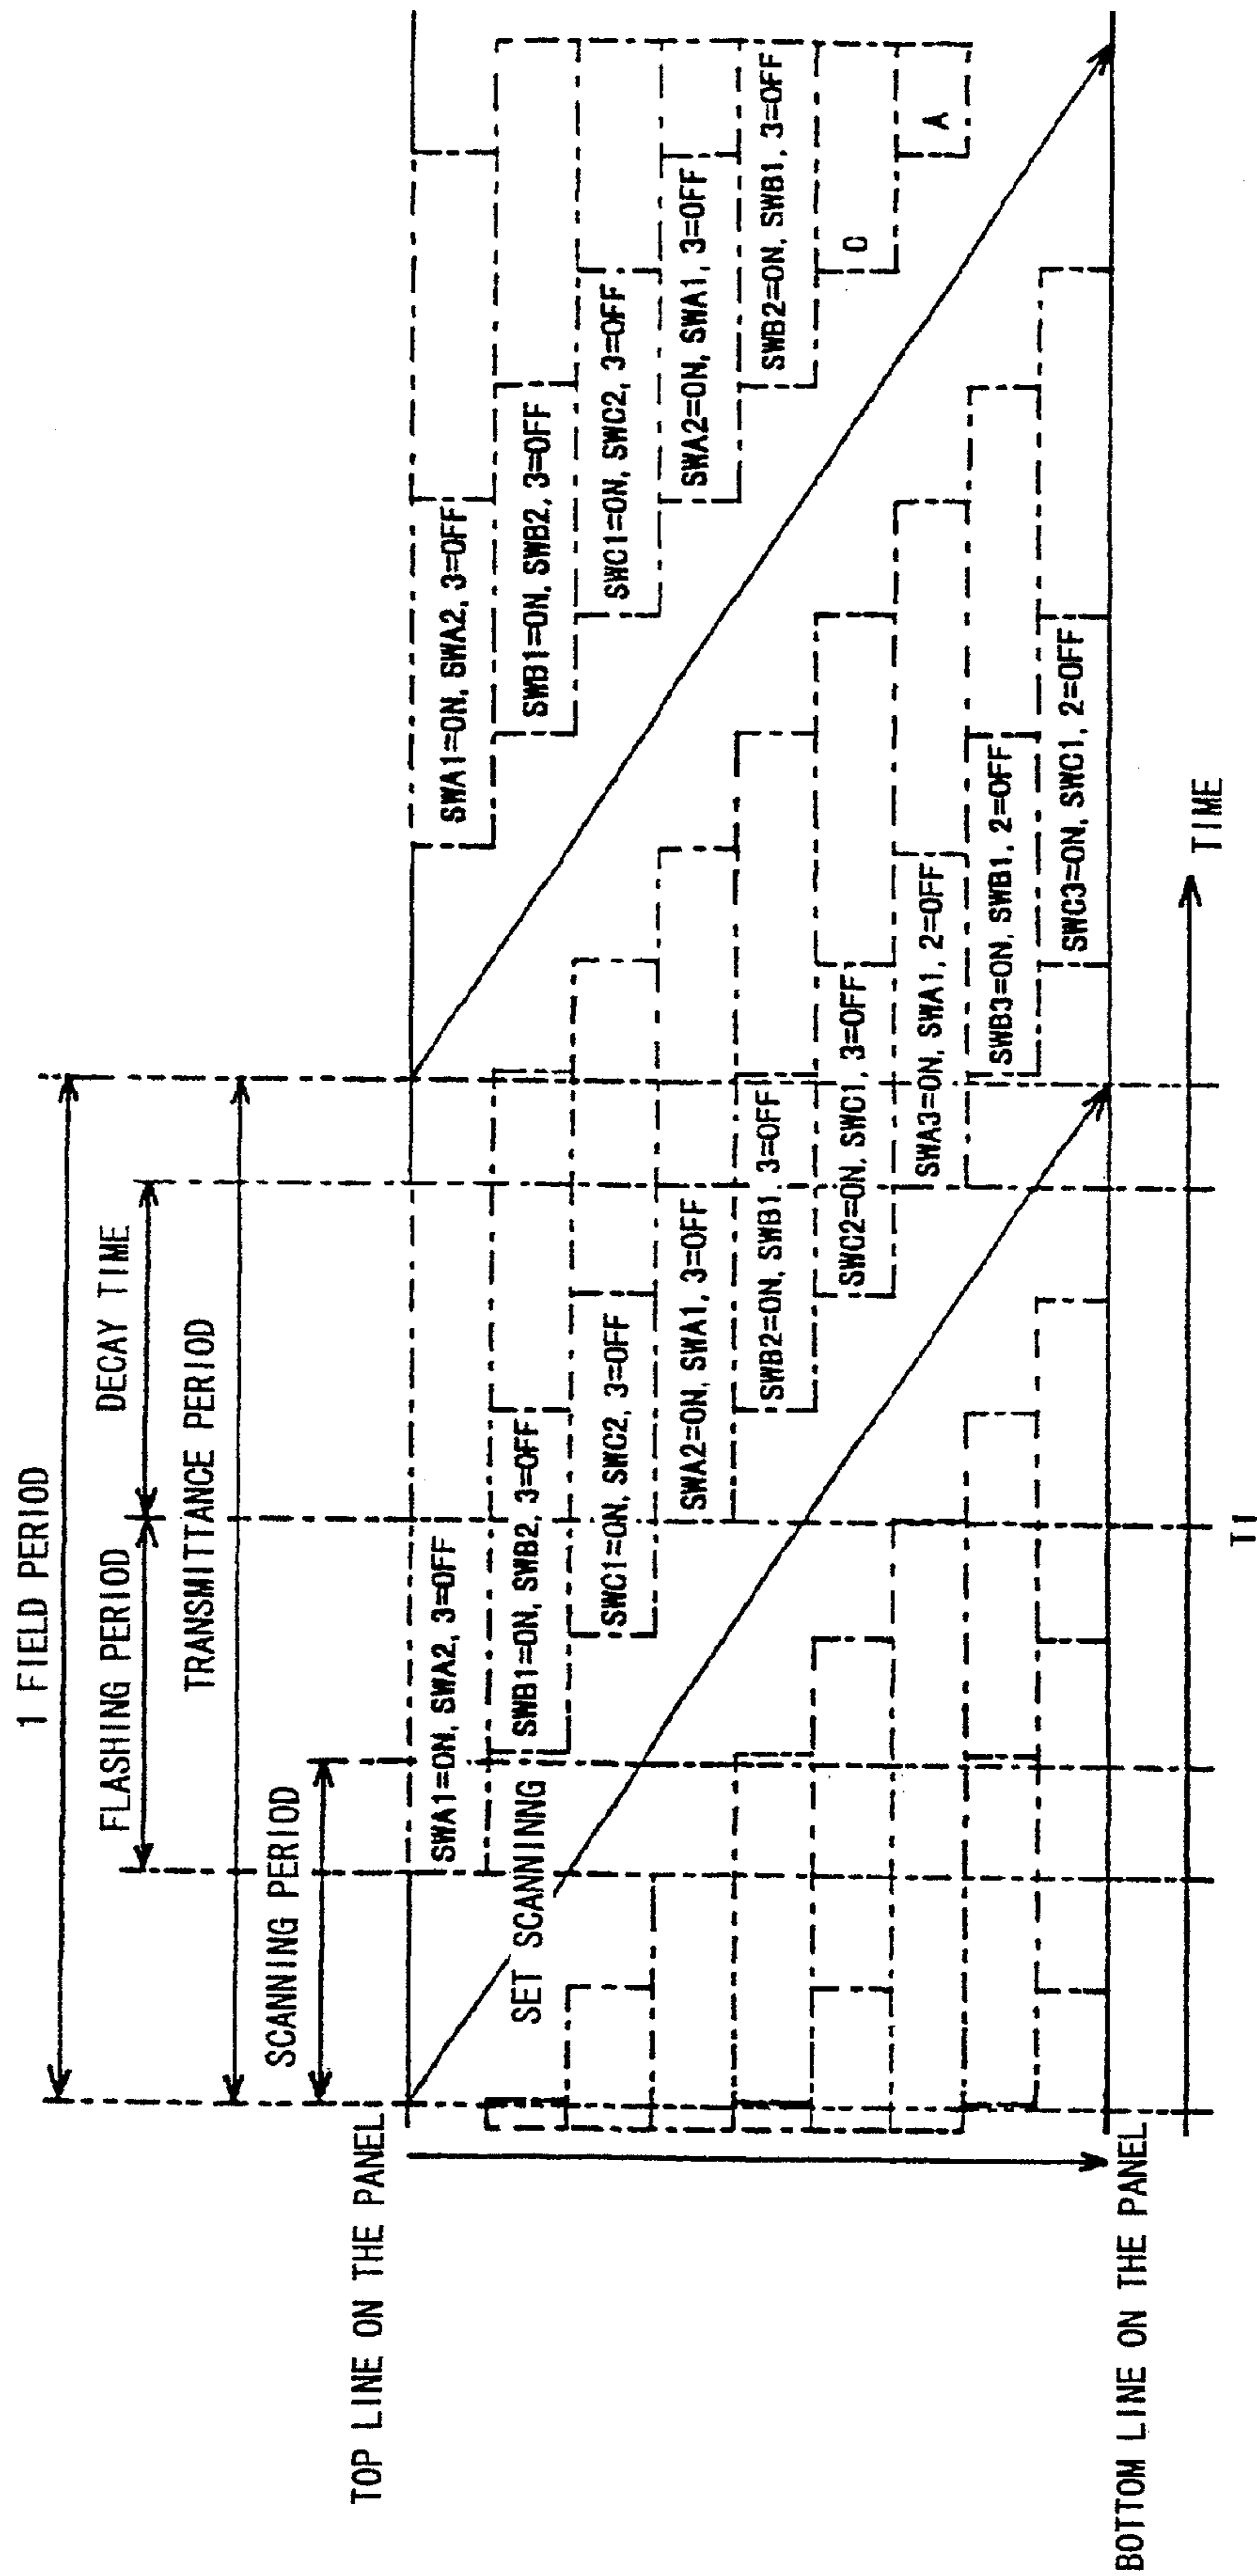 1 FIELD PERIOD
FLASHING PERIOD
DECAY TIME
TRANSMITTANCE PERIOD
SCANNING PERIOD
TOP LINE ON THE PANEL
SWA1=ON, SWA2, 3=OFF
SWA1=ON, SWA2, 3=OFF
SET SCANNING
SWB1=ON, SWB2, 3=OFF
SWB1=ON, SWB2, 3=OFF
SWC1=ON, SWC2, 3=OFF
SWC1=ON, SWC2, 3=OFF
SWA2=ON, SWA1, 3=OFF
SWA2=ON, SWA1, 3=OFF
SWB2=ON, SWB1, 3=OFF
SWB2=ON, SWB1, 3=OFF
SWC2=ON, SWC1, 3=OFF
C
SWA3=ON, SWA1, 2=OFF
A
SWB3=ON, SWB1, 2=OFF
SWC3=ON, SWC1, 2=OFF
BOTTOM LINE ON THE PANEL
TIME
T1